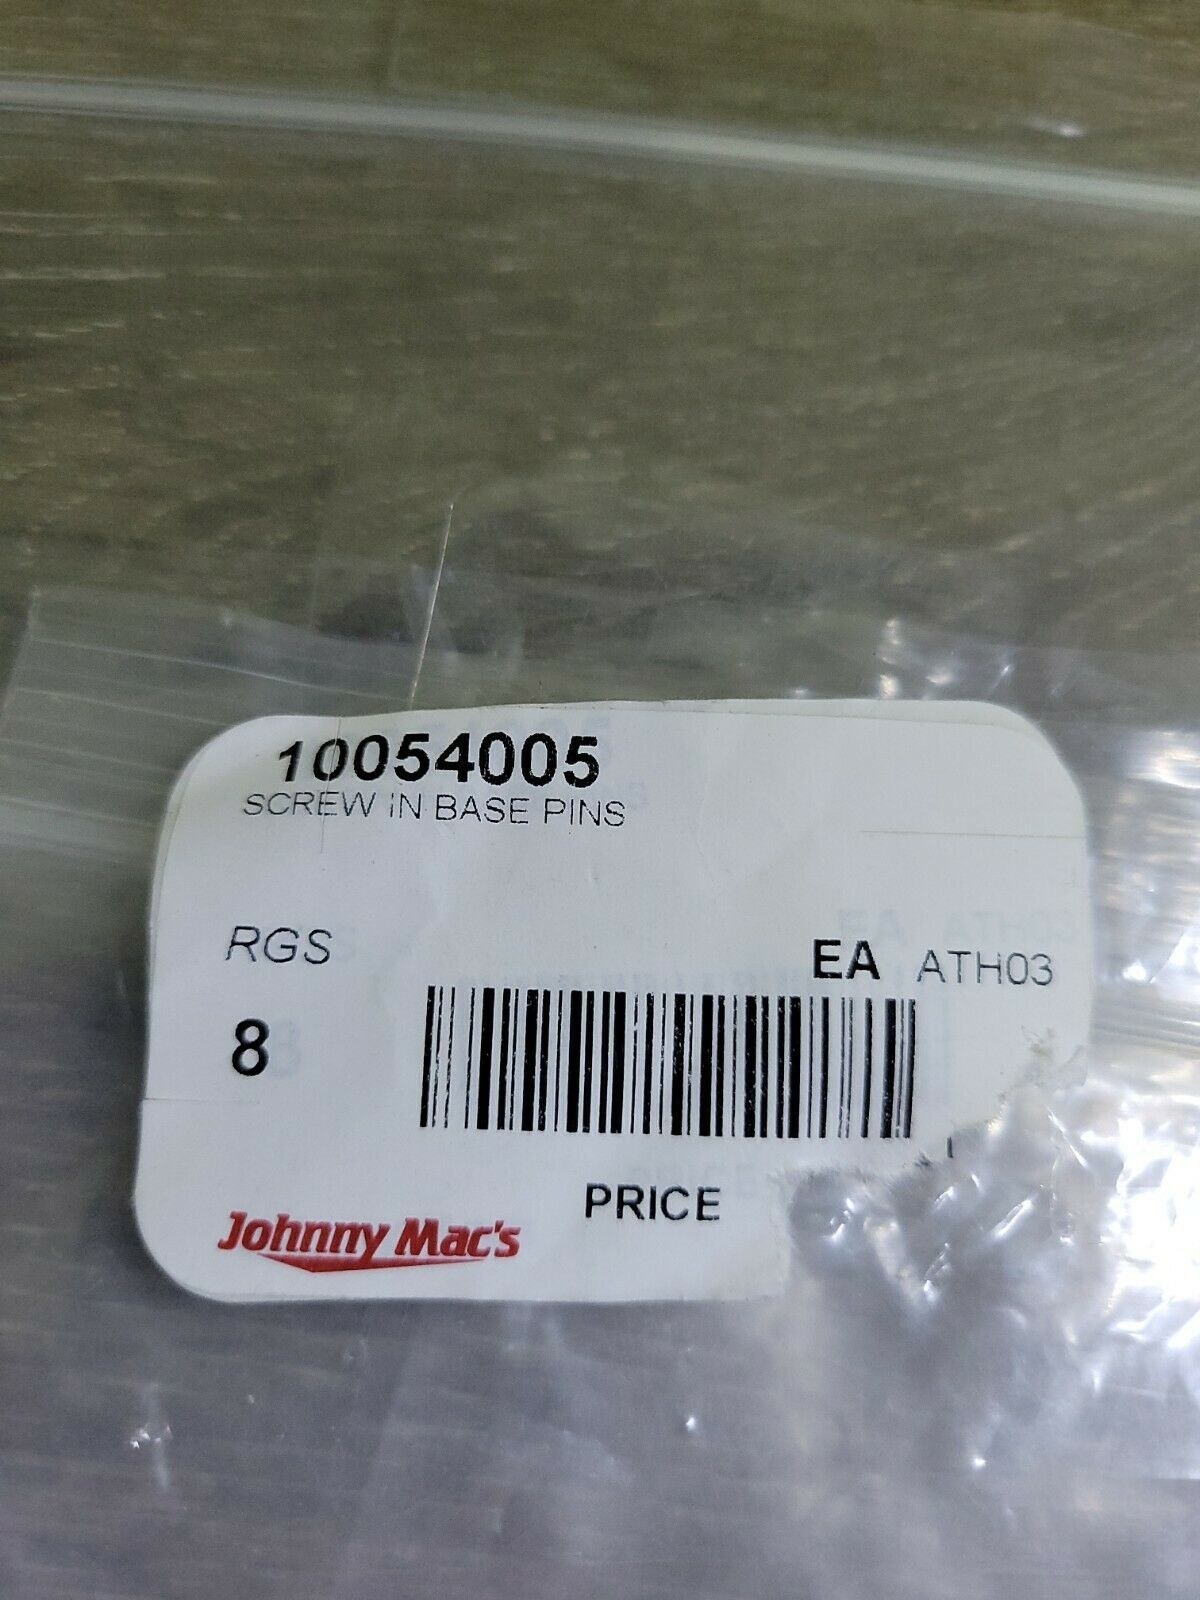 10054005
SCREW IN BASE PINS
RGS
EA ATH03
8
PRICE
Johnny Mac's